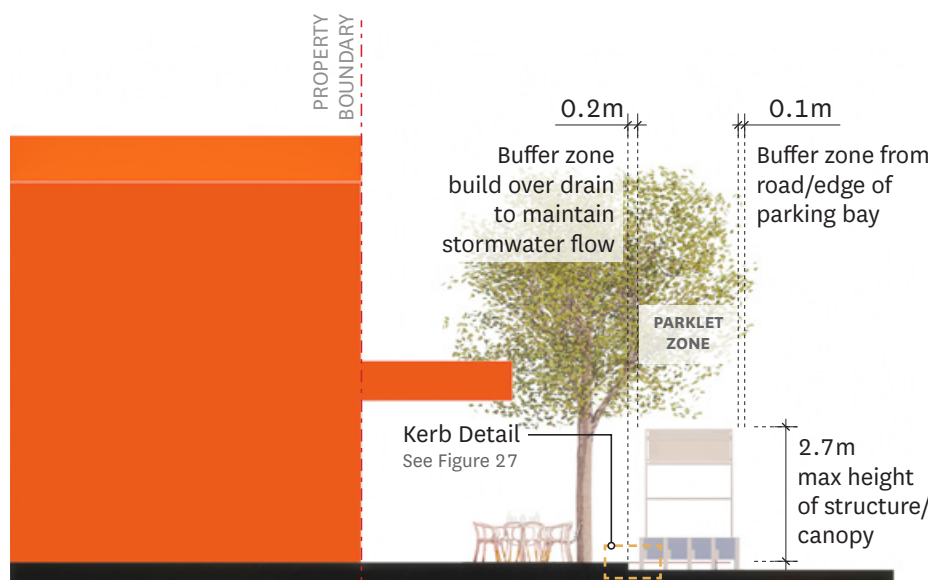 PROPERTY
BOUNDARY
0.2m
Buffer zone
build over drain
to maintain
stormwater flow
0.1m
Buffer zone from
road/edge of
parking bay
PARKLET
ZONE
Kerb Detail
See Figure 27
2.7m
max height
of structure/
canopy